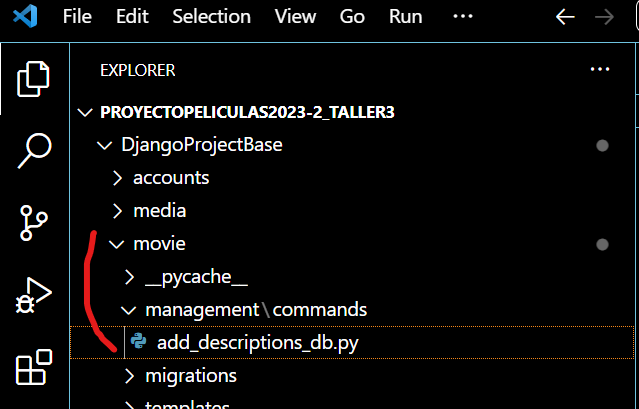 File Edit Selection View Go Run ···
EXPLORER ···
PROYECTOPELICULAS2023-2_TALLER3
DjangoProjectBase
accounts
media
movie
__pycache__
management\commands
add_descriptions_db.py
migrations
templates